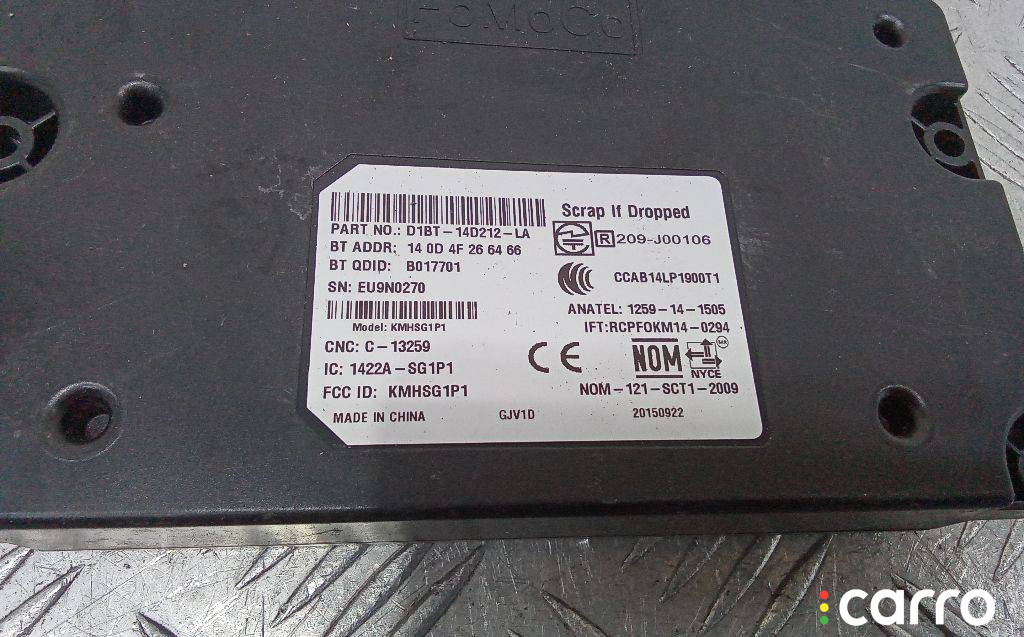 FoMoCo
Scrap If Dropped
PART NO.: D1BT-14D212-LA
R 209-J00106
BT ADDR: 14 0D 4F 26 64 66
BT QDID: B017701
CCAB14LP1900T1
SN: EU9N0270
ANATEL: 1259-14-1505
Model: KMHSG1P1
IFT:RCPFOKM14-0294
CNC: C-13259
CE
NOM
NYCE
IC: 1422A-SG1P1
FCC ID: KMHSG1P1
NOM-121-SCT1-2009
MADE IN CHINA
GJV1D
20150922
carro